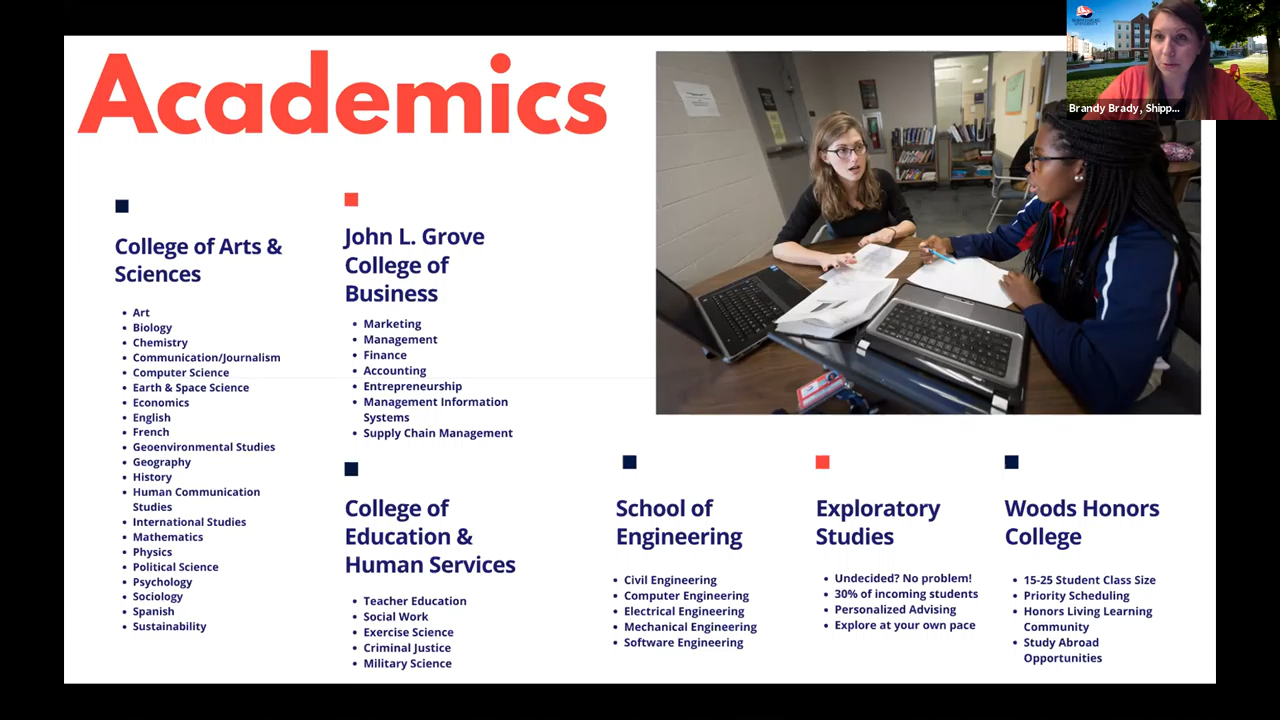 Academics
Brandy Brady, Shipp...
College of Arts &
Sciences
• Art
• Biology
• Chemistry
• Communication/Journalism
• Computer Science
• Earth & Space Science
• Economics
• English
• French
• Geoenvironmental Studies
• Geography
• History
• Human Communication
Studies
• International Studies
• Mathematics
• Physics
• Political Science
• Psychology
• Sociology
• Spanish
• Sustainability
John L. Grove
College of
Business
• Marketing
• Management
• Finance
• Accounting
• Entrepreneurship
• Management Information
Systems
• Supply Chain Management
College of
Education &
Human Services
• Teacher Education
• Social Work
• Exercise Science
• Criminal Justice
• Military Science
School of
Engineering
• Civil Engineering
• Computer Engineering
• Electrical Engineering
• Mechanical Engineering
• Software Engineering
Exploratory
Studies
• Undecided? No problem!
• 30% of incoming students
• Personalized Advising
• Explore at your own pace
Woods Honors
College
• 15-25 Student Class Size
• Priority Scheduling
• Honors Living Learning
Community
• Study Abroad
Opportunities